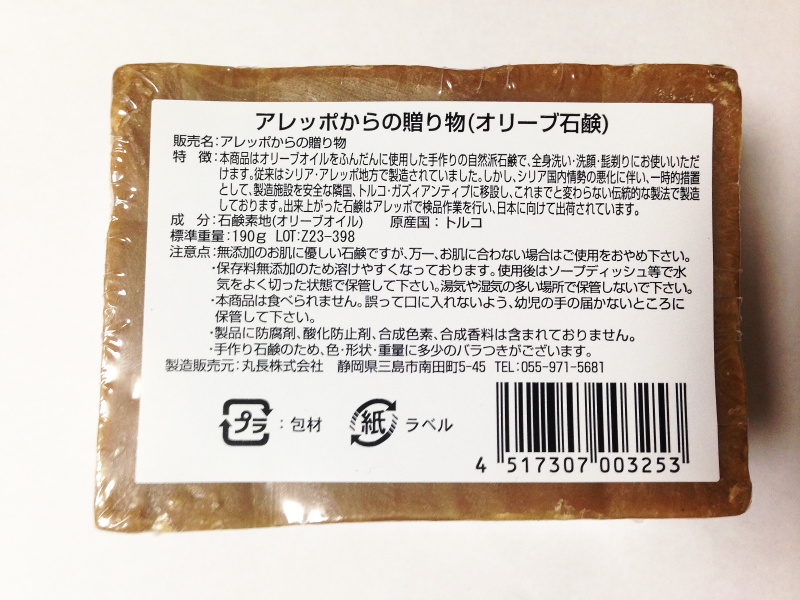 アレッポからの贈り物(オリーブ石鹸)
販売名：アレッポからの贈り物
特 徴：本商品はオリーブオイルをふんだんに使用した手作りの自然派石鹸で、全身洗い・洗顔・髭剃りにお使いいただ
けます。従来はシリア・アレッポ地方で製造されていました。しかし、シリア国内情勢の悪化に伴い、一時的措置
として、製造施設を安全な隣国、トルコ・ガズィアンティブに移設し、これまでと変わらない伝統的な製法で製造
しております。出来上がった石鹸はアレッポで検品作業を行い、日本に向けて出荷されています。
成 分：石鹸素地(オリーブオイル) 原産国：トルコ
標準重量：190g LOT:Z23-398
注意点：無添加のお肌に優しい石鹸ですが、万一、お肌に合わない場合はご使用をおやめ下さい。
・保存料無添加のため溶けやすくなっております。使用後はソープディッシュ等で水
気をよく切った状態で保管して下さい。湯気や湿気の多い場所で保管しないで下さい。
・本商品は食べられません。誤って口に入れないよう、幼児の手の届かないところに
保管して下さい。
・製品に防腐剤、酸化防止剤、合成色素、合成香料は含まれておりません。
・手作り石鹸のため、色・形状・重量に多少のバラつきがございます。
製造販売元：丸長株式会社 静岡県三島市南田町5-45 TEL:055-971-5681
プラ：包材 紙 ラベル
4 517307 003253